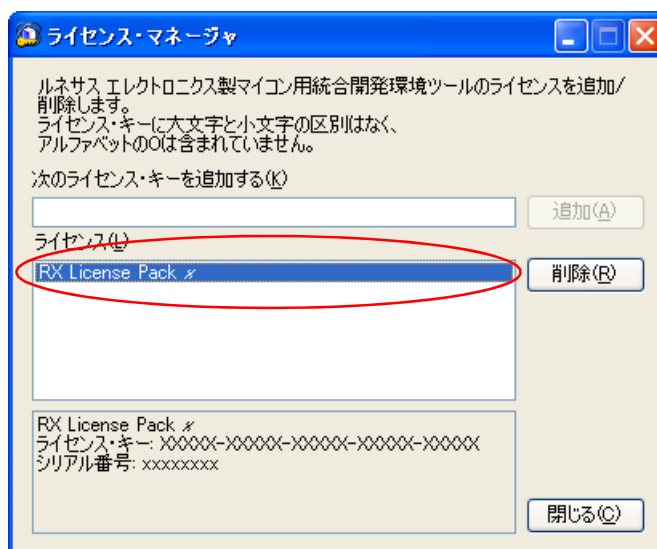 ライセンス・マネージャ
ルネサス エレクトロニクス製マイコン用統合開発環境ツールのライセンスを追加/
削除します。
ライセンス・キーに大文字と小文字の区別はなく、
アルファベットのOは含まれていません。
次のライセンス・キーを追加する(K)
追加(A)
ライセンス(L)
RX License Pack x
削除(R)
RX License Pack x
ライセンス・キー: XXXXX-XXXXX-XXXXX-XXXXX-XXXXX
シリアル番号: xxxxxxxx
閉じる(C)